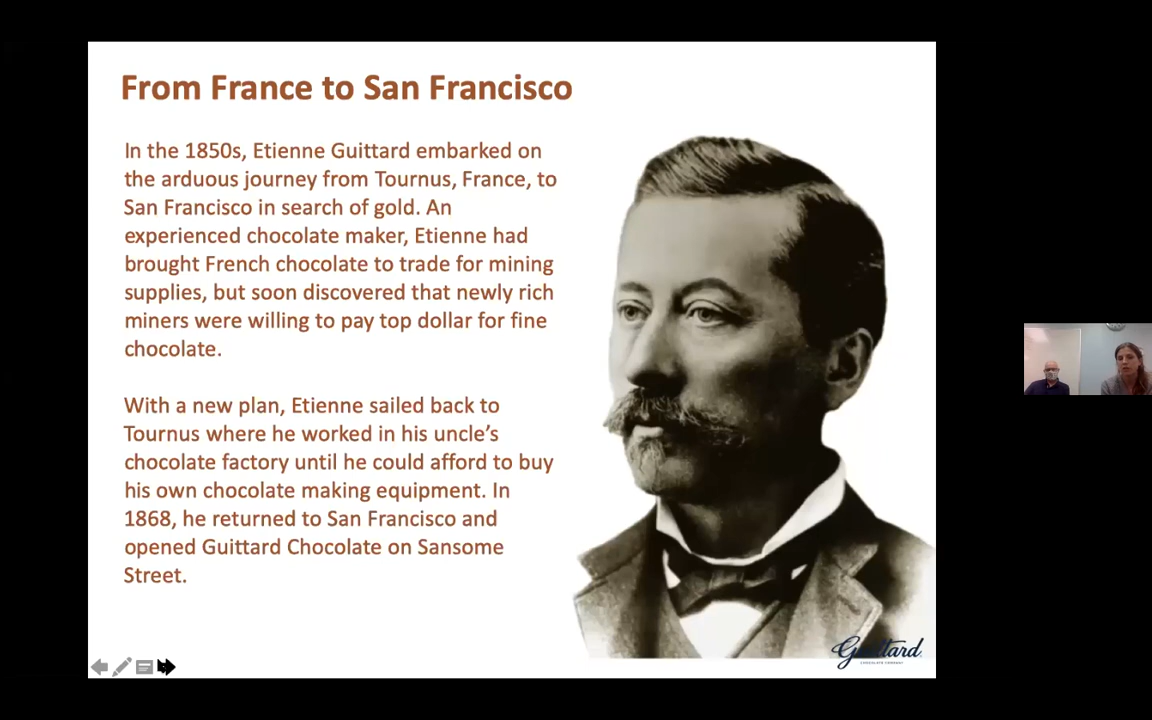 From France to San Francisco
In the 1850s, Etienne Guittard embarked on
the arduous journey from Tournus, France, to
San Francisco in search of gold. An
experienced chocolate maker, Etienne had
brought French chocolate to trade for mining
supplies, but soon discovered that newly rich
miners were willing to pay top dollar for fine
chocolate.
With a new plan, Etienne sailed back to
Tournus where he worked in his uncle’s
chocolate factory until he could afford to buy
his own chocolate making equipment. In
1868, he returned to San Francisco and
opened Guittard Chocolate on Sansome
Street.
Guittard
CHOCOLATE COMPANY